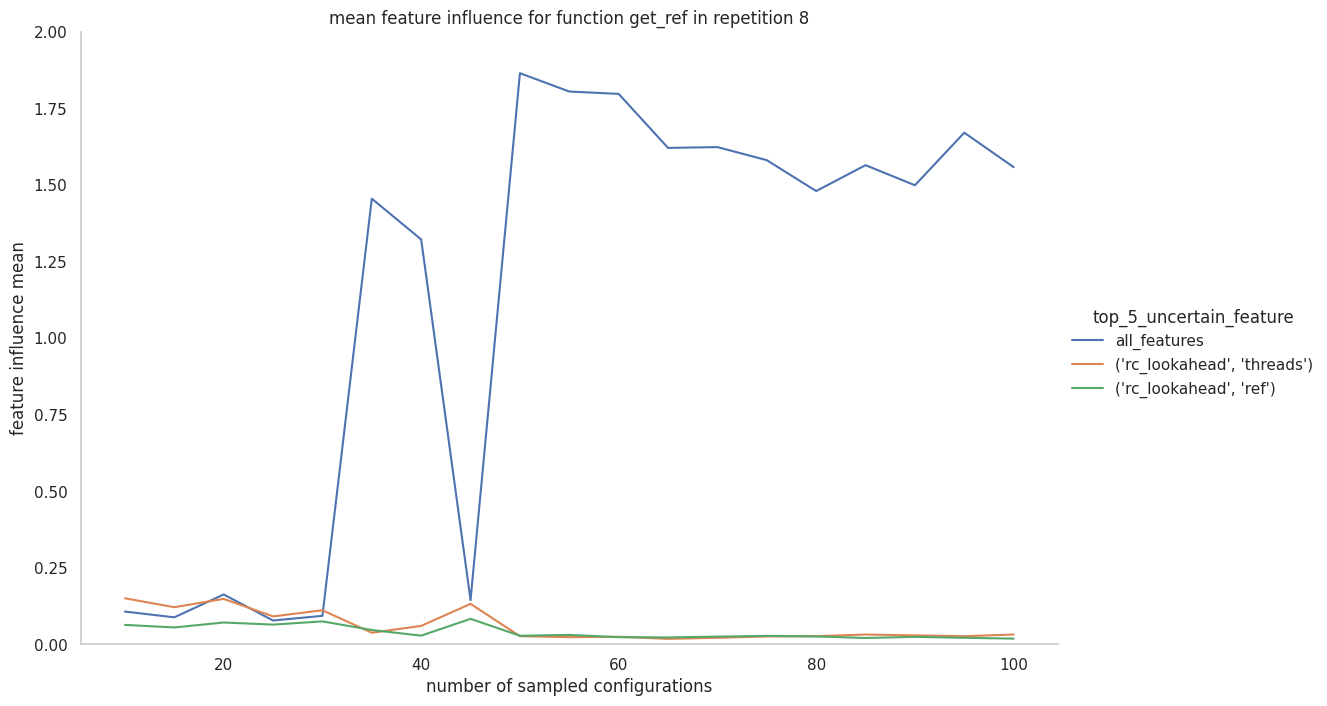 mean feature influence for function get_ref in repetition 8
2.00
1.75
1.50
1.25
1.00
0.75
0.50
0.25
0.00
feature influence mean
20 40 60 80 100
number of sampled configurations
top_5_uncertain_feature
all_features
('rc_lookahead', 'threads')
('rc_lookahead', 'ref')